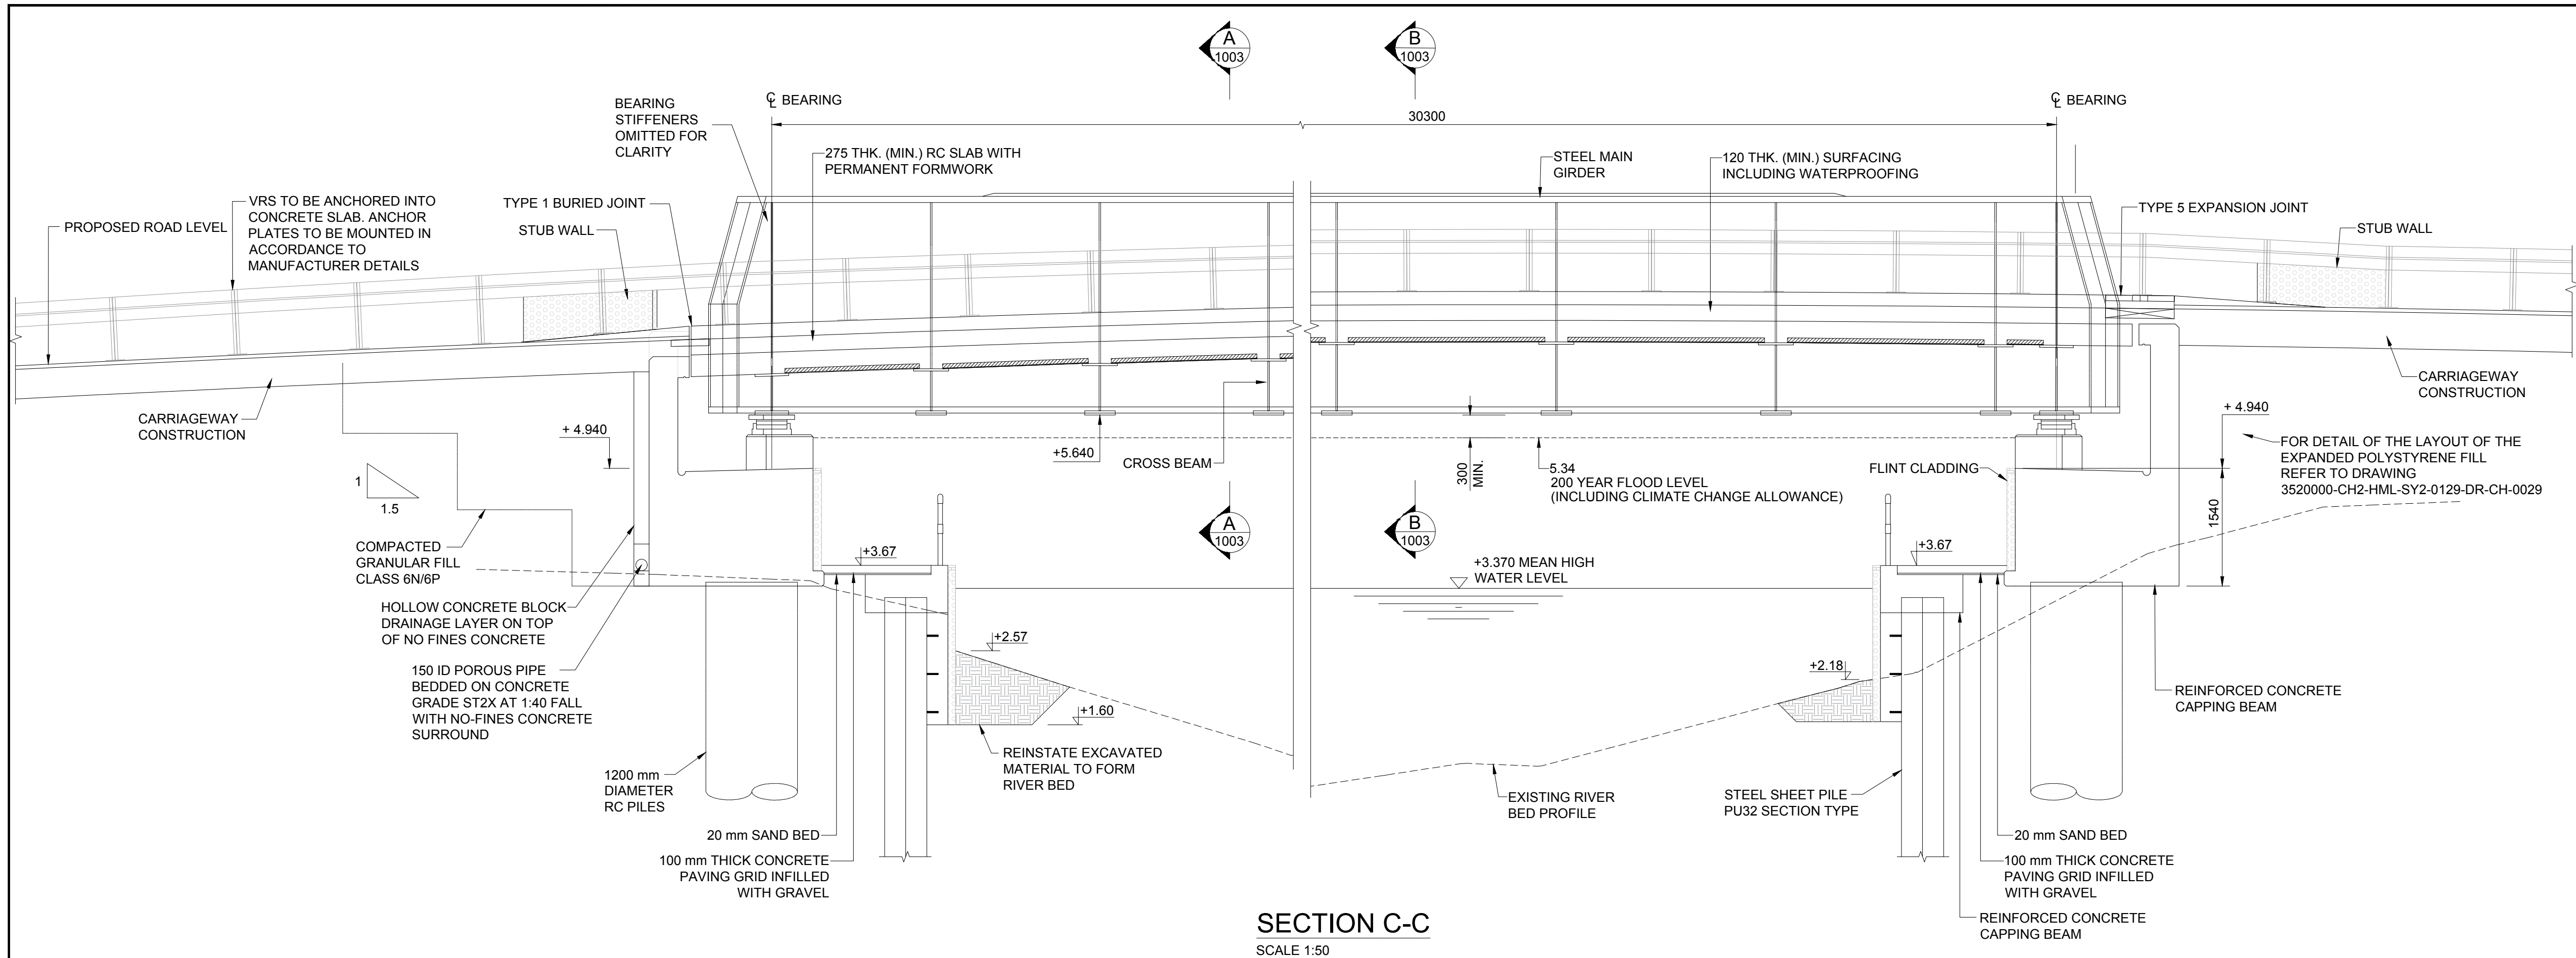 A
1003
B
1003
℄ BEARING
℄ BEARING
30300
BEARING
STIFFENERS
OMITTED FOR
CLARITY
275 THK. (MIN.) RC SLAB WITH
PERMANENT FORMWORK
STEEL MAIN
GIRDER
120 THK. (MIN.) SURFACING
INCLUDING WATERPROOFING
VRS TO BE ANCHORED INTO
CONCRETE SLAB. ANCHOR
PLATES TO BE MOUNTED IN
ACCORDANCE TO
MANUFACTURER DETAILS
PROPOSED ROAD LEVEL
TYPE 1 BURIED JOINT
STUB WALL
TYPE 5 EXPANSION JOINT
STUB WALL
CARRIAGEWAY
CONSTRUCTION
CARRIAGEWAY
CONSTRUCTION
+ 4.940
+5.640
CROSS BEAM
300
MIN.
5.34
200 YEAR FLOOD LEVEL
(INCLUDING CLIMATE CHANGE ALLOWANCE)
FLINT CLADDING
+ 4.940
FOR DETAIL OF THE LAYOUT OF THE
EXPANDED POLYSTYRENE FILL
REFER TO DRAWING
3520000-CH2-HML-SY2-0129-DR-CH-0029
1
1.5
1540
A
1003
B
1003
COMPACTED
GRANULAR FILL
CLASS 6N/6P
+3.67
+3.370 MEAN HIGH
WATER LEVEL
+3.67
HOLLOW CONCRETE BLOCK
DRAINAGE LAYER ON TOP
OF NO FINES CONCRETE
+2.57
+2.18
150 ID POROUS PIPE
BEDDED ON CONCRETE
GRADE ST2X AT 1:40 FALL
WITH NO-FINES CONCRETE
SURROUND
+1.60
REINFORCED CONCRETE
CAPPING BEAM
REINSTATE EXCAVATED
MATERIAL TO FORM
RIVER BED
1200 mm
DIAMETER
RC PILES
EXISTING RIVER
BED PROFILE
STEEL SHEET PILE
PU32 SECTION TYPE
20 mm SAND BED
20 mm SAND BED
100 mm THICK CONCRETE
PAVING GRID INFILLED
WITH GRAVEL
100 mm THICK CONCRETE
PAVING GRID INFILLED
WITH GRAVEL
REINFORCED CONCRETE
CAPPING BEAM
SECTION C-C
SCALE 1:50